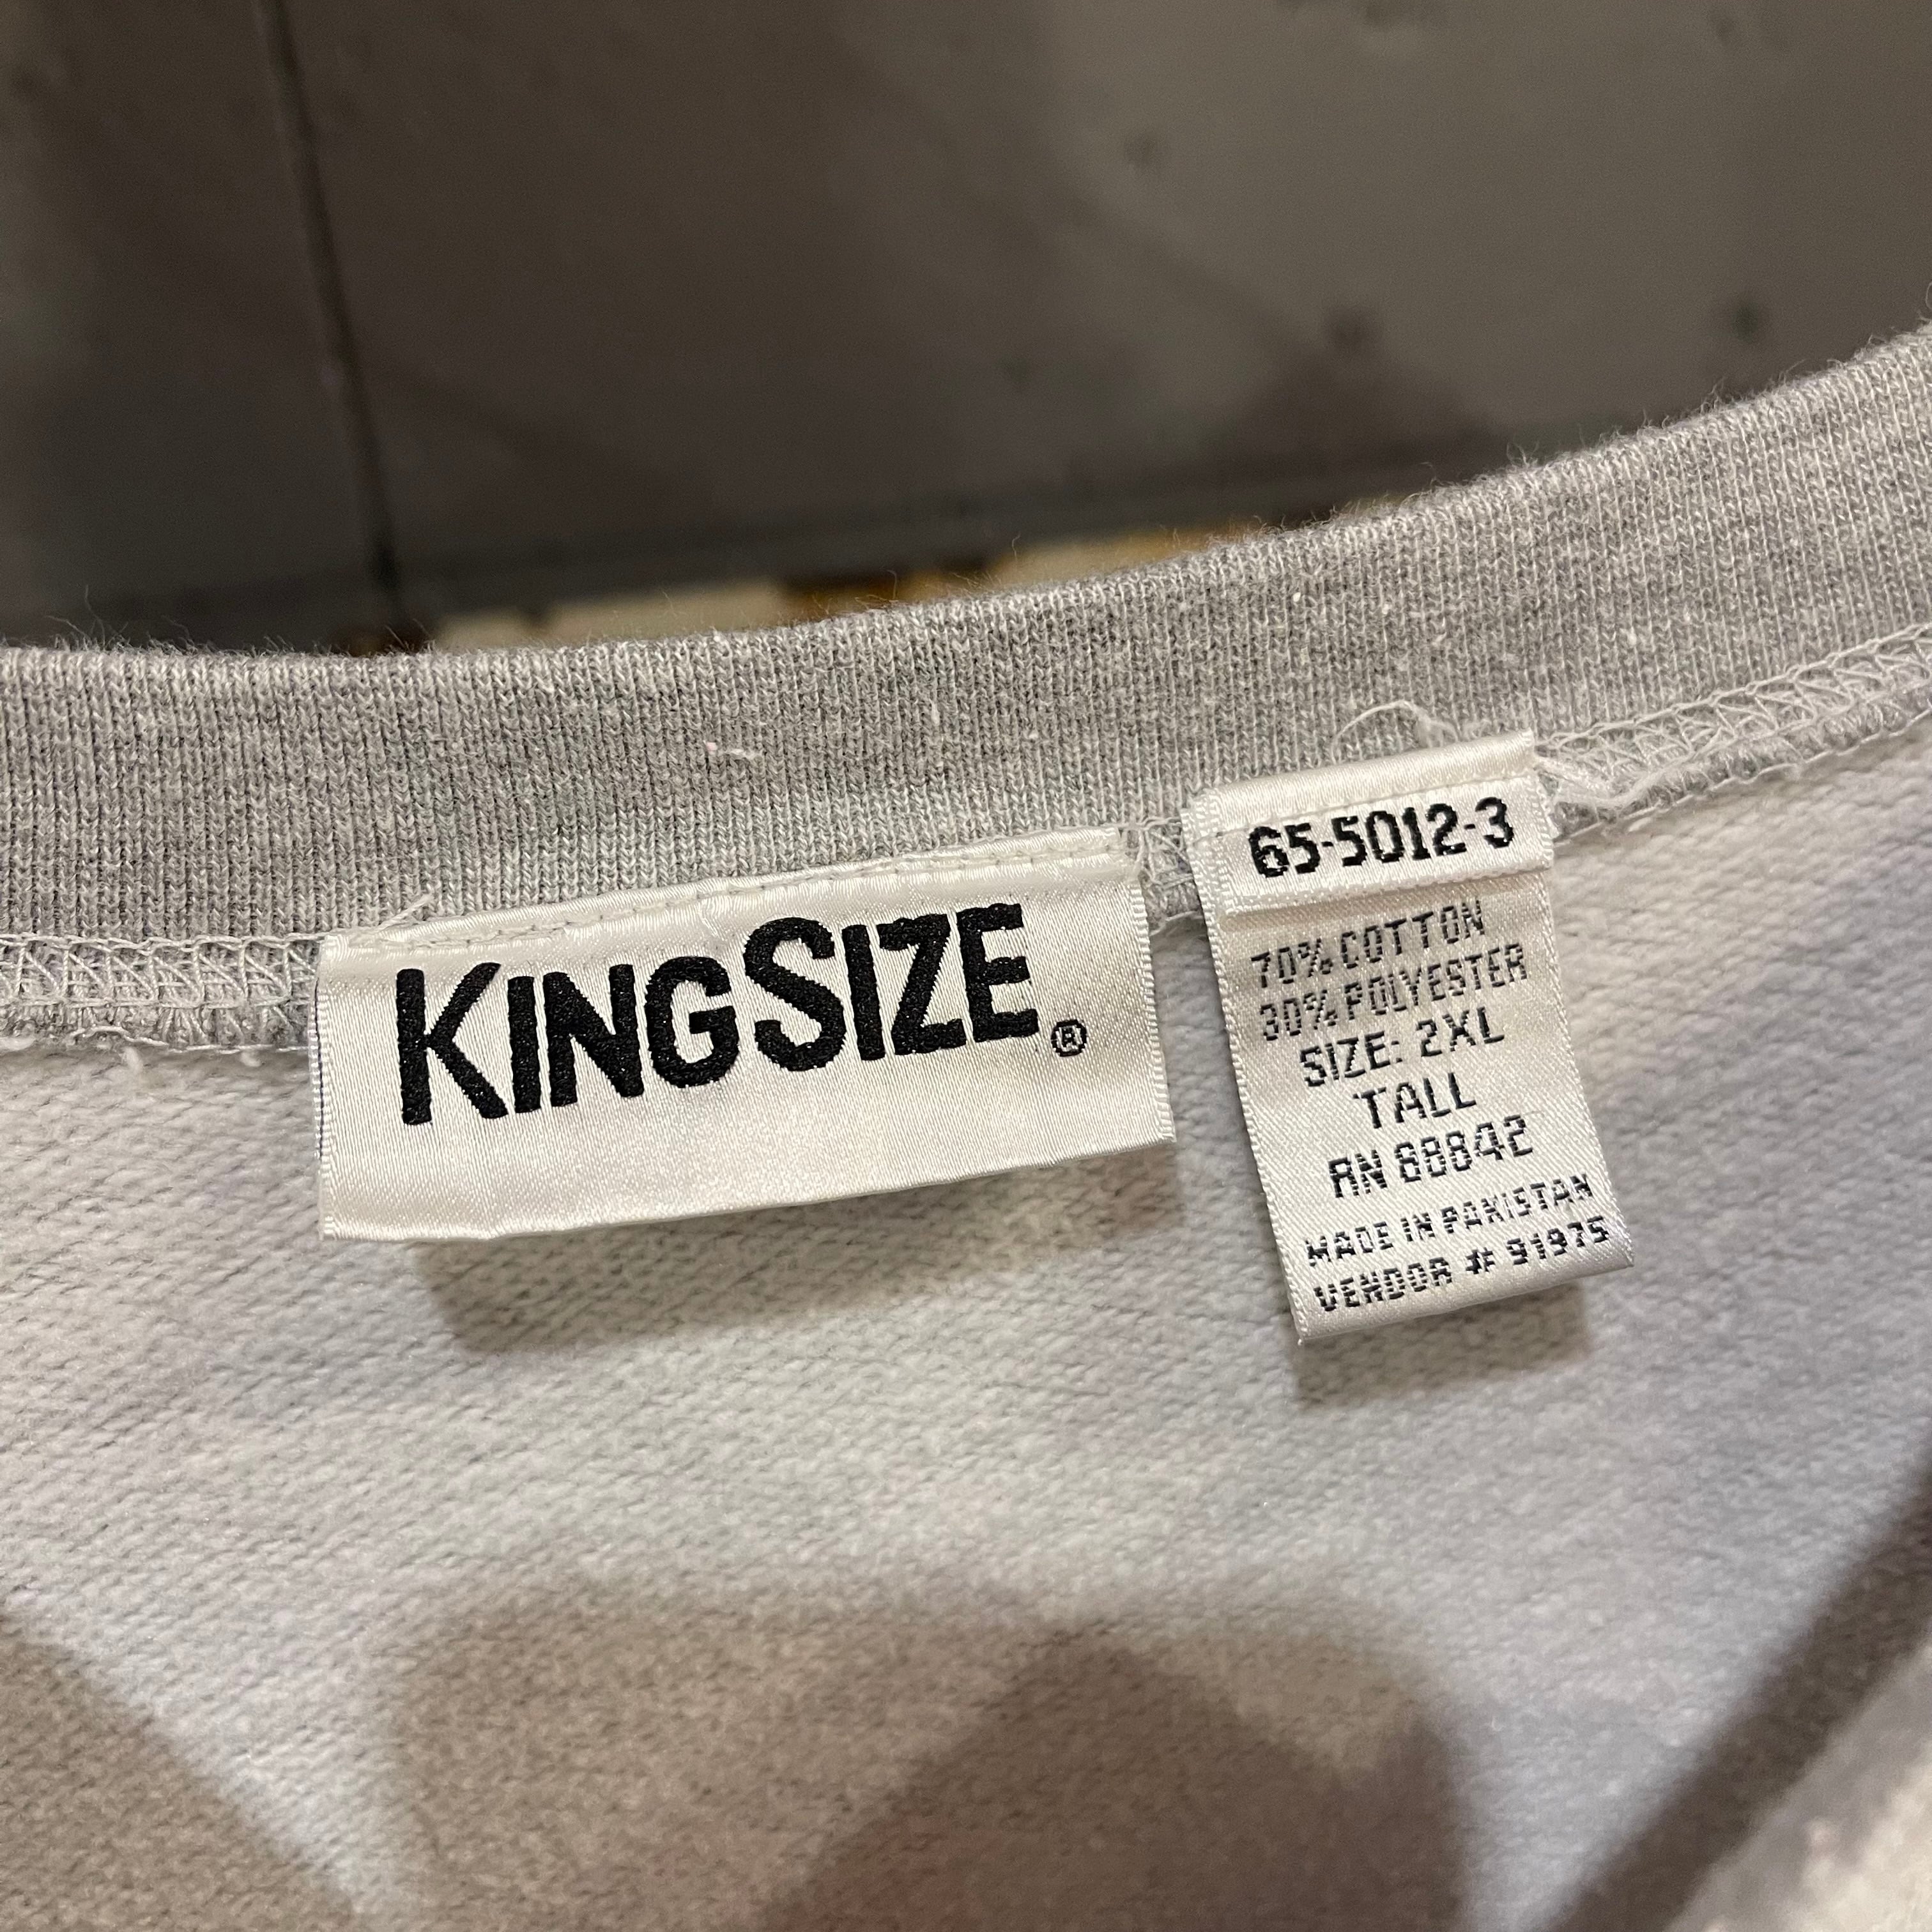 KINGSIZE®
65-5012-3
70% COTTON
30% POLYESTER
SIZE: 2XL
TALL
RN 88842
MADE IN PAKISTAN
VENDOR # 91975